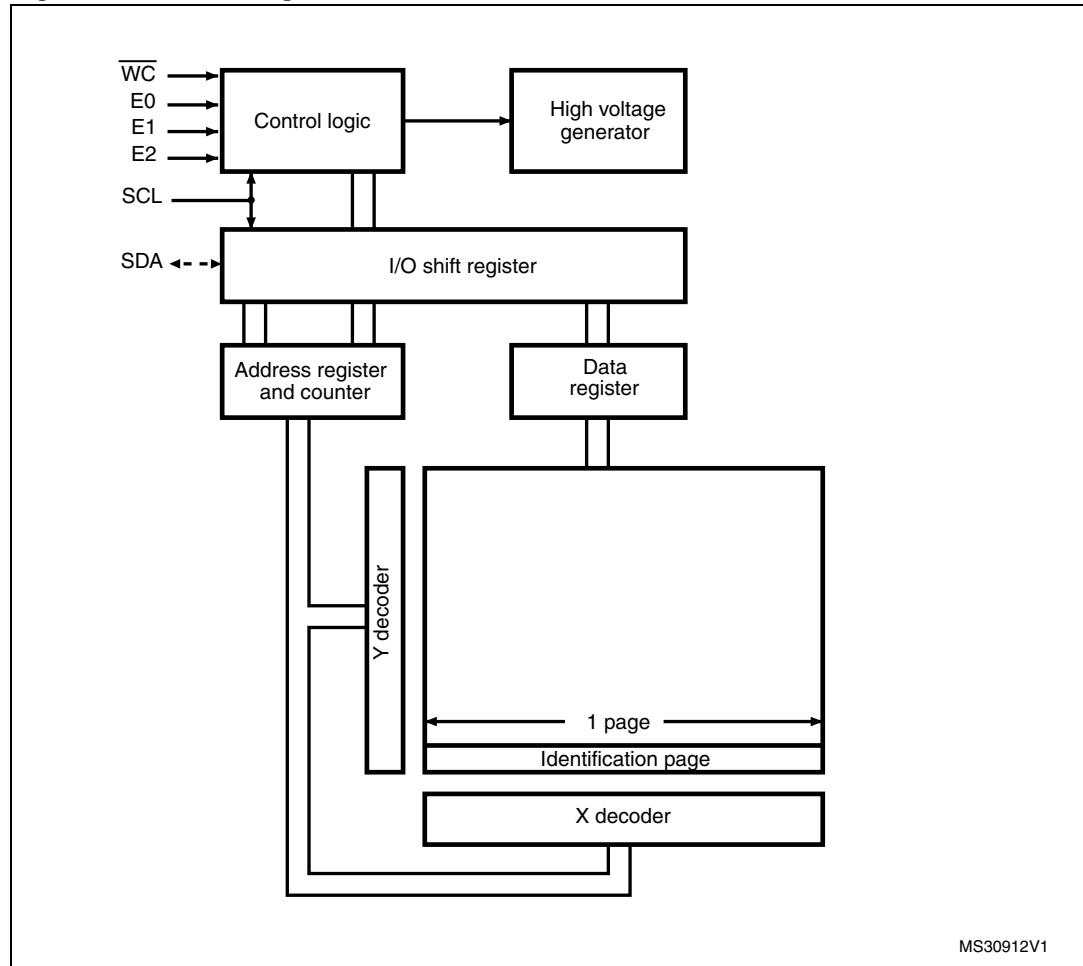 WC
E0
E1
E2
SCL
SDA
Control logic
High voltage
generator
I/O shift register
Address register
and counter
Data
register
Y decoder
1 page
Identification page
X decoder
MS30912V1